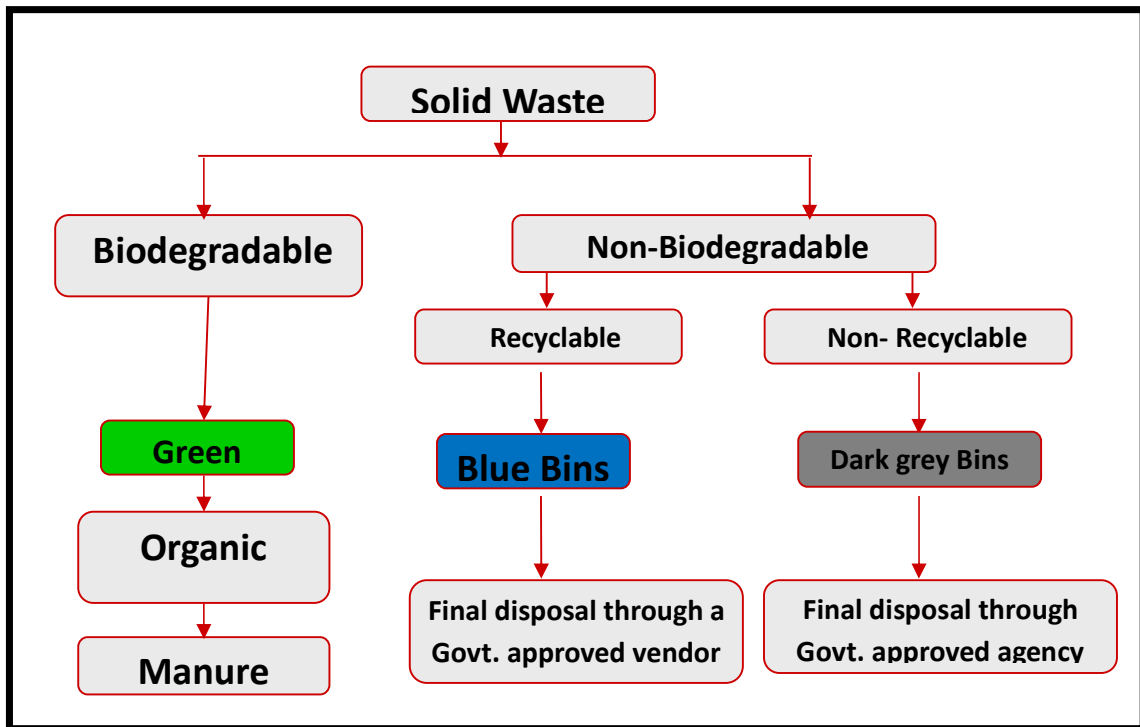 Solid Waste
Biodegradable
Non-Biodegradable
Recyclable
Non- Recyclable
Green
Blue Bins
Dark grey Bins
Organic
Final disposal through a
Govt. approved vendor
Final disposal through
Govt. approved agency
Manure